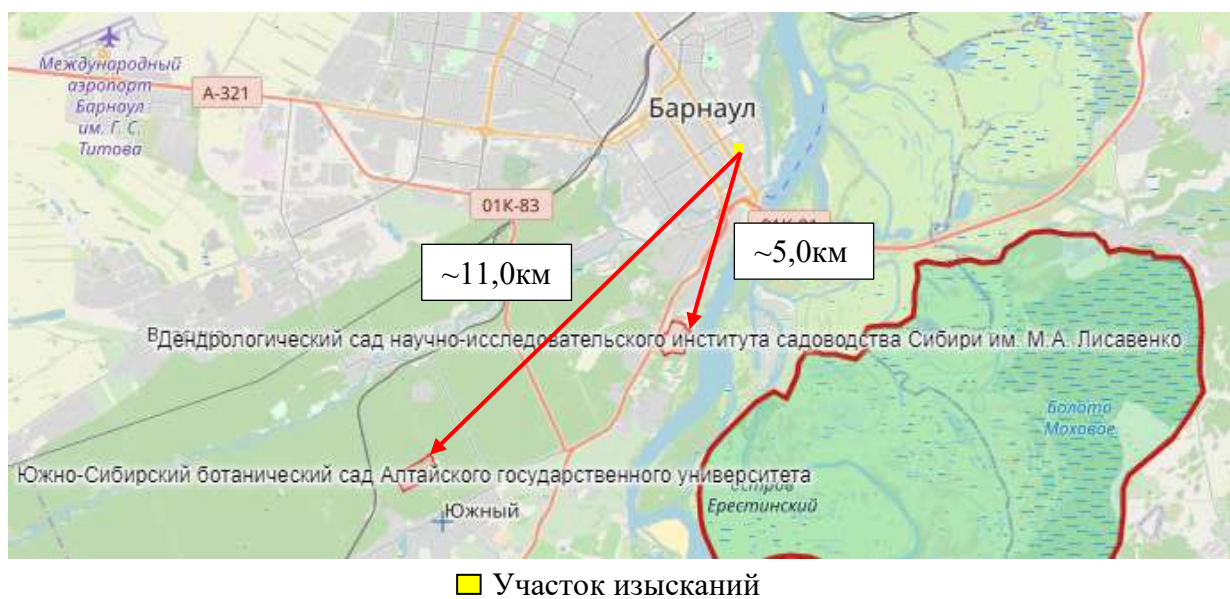 Международный
аэропорт
Барнаул
им. Г. С.
Титова
А-321
Барнаул
01К-83
~5,0км
~11,0км
Дендрологический сад научно-исследовательского института садоводства Сибири им. М.А. Лисавенко
Болото
Моховое
Южно-Сибирский ботанический сад Алтайского государственного университета
Ерестинский
Южный
Участок изысканий